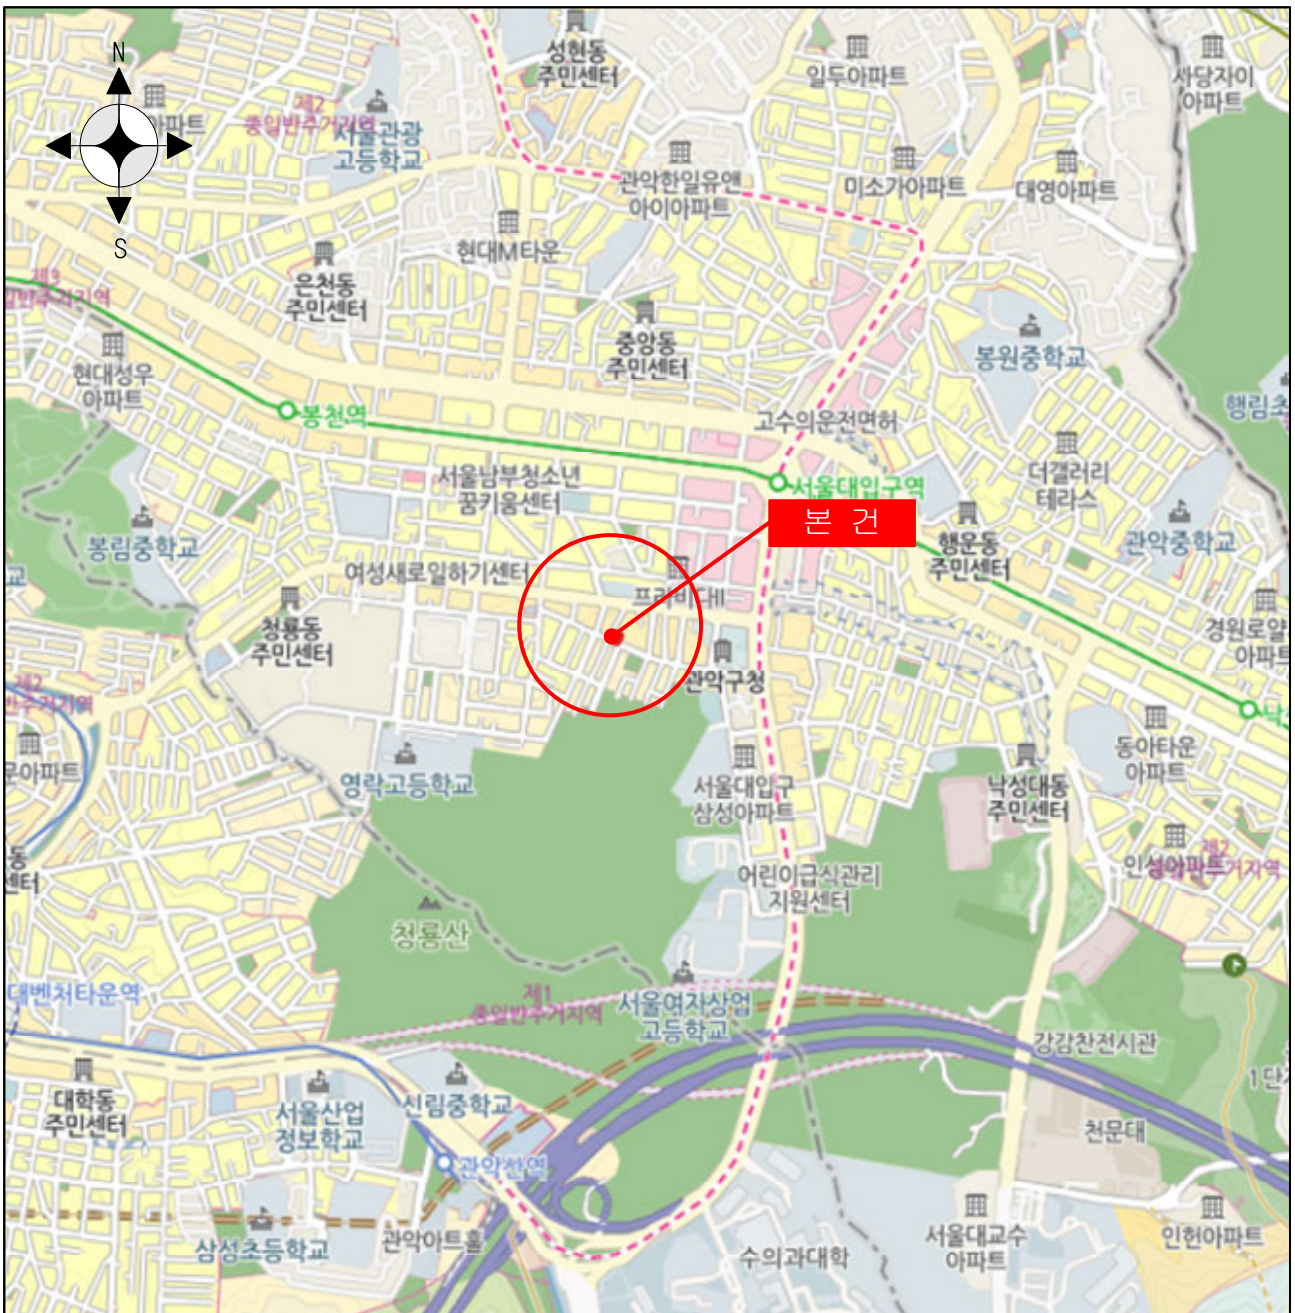 N
S
성현동
주민센터
일두아파트
사당자이
아파트
아파트
제2
종일반주거지역
서울관광
고등학교
관악한일유앤
아이아파트
미소가아파트
대영아파트
현대M타운
은천동
주민센터
제3
일반주거지역
중앙동
주민센터
봉원중학교
현대성우
아파트
행림초
봉천역
고수의운전면허
서울남부청소년
꿈키움센터
서울대입구역
더갤러리
테라스
본 건
봉림중학교
행운동
주민센터
관악중학교
교
여성새로일하기센터
프라비다II
청룡동
주민센터
경원로얄
아파트
관악구청
제2
반주거지역
낙
문아파트
영락고등학교
서울대입구
삼성아파트
낙성대동
주민센터
동아타운
아파트
동
센터
어린이급식관리
지원센터
인성아파트
제2
종일반주거지역
청룡산
대벤처타운역
제1
종일반주거지역
서울여자상업
고등학교
강감찬전시관
1단지
대학동
주민센터
서울산업
정보학교
신림중학교
천문대
관악산역
삼성초등학교
관악아트홀
수의과대학
서울대교수
아파트
인헌아파트